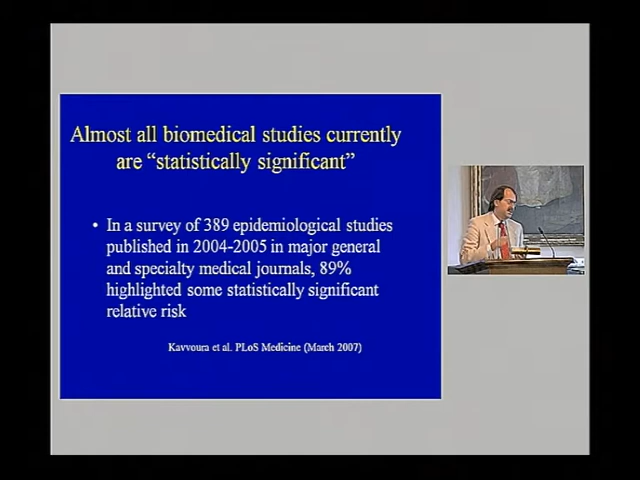 Almost all biomedical studies currently
are “statistically significant”
• In a survey of 389 epidemiological studies
published in 2004-2005 in major general
and specialty medical journals, 89%
highlighted some statistically significant
relative risk
Kavvoura et al. PLoS Medicine (March 2007)